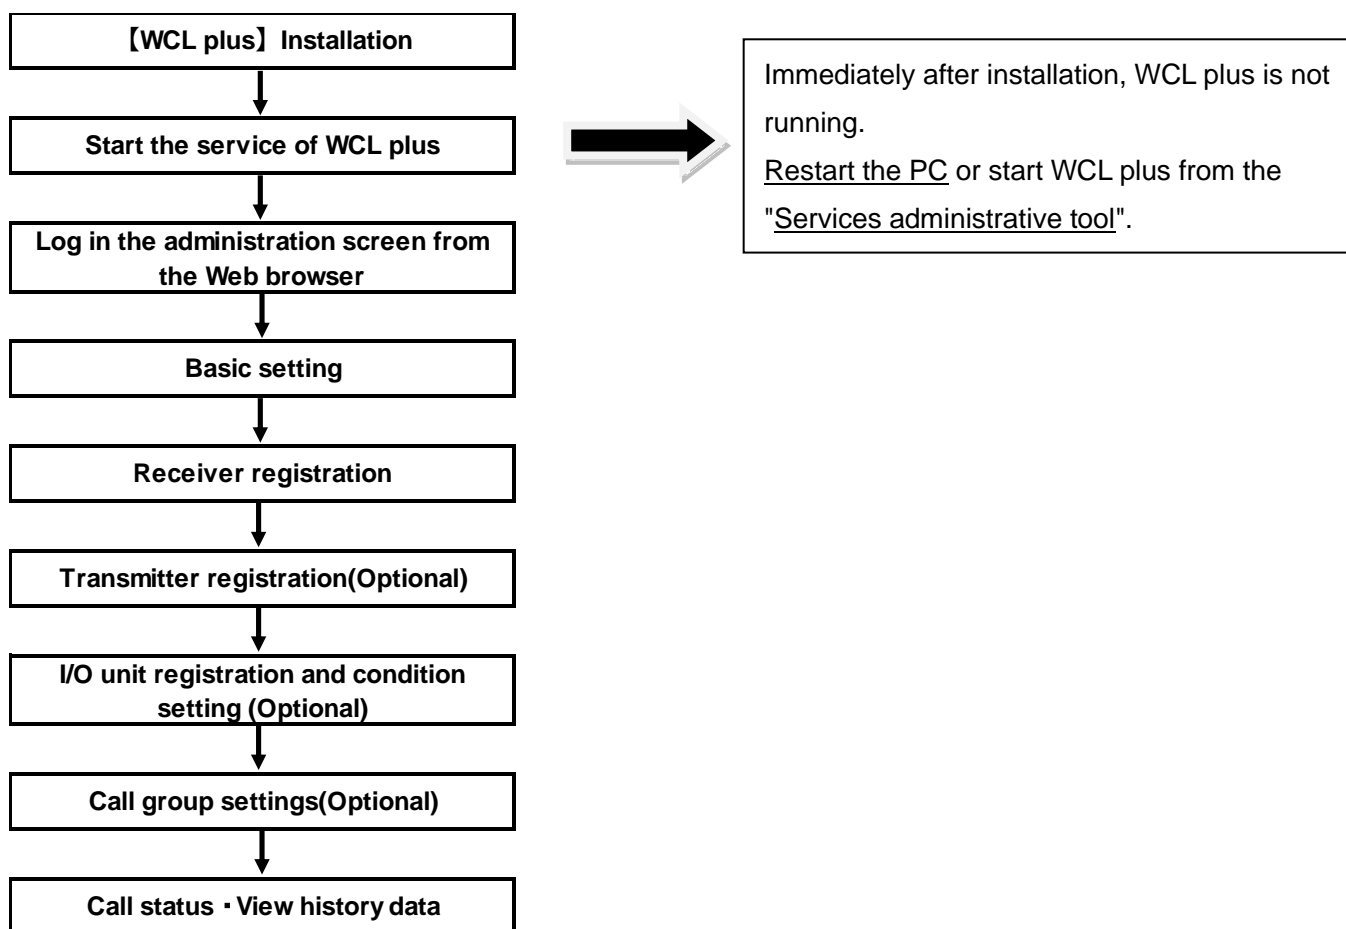 【WCL plus】Installation
Start the service of WCL plus
Log in the administration screen from
the Web browser
Basic setting
Receiver registration
Transmitter registration(Optional)
I/O unit registration and condition
setting (Optional)
Call group settings(Optional)
Call status・View history data
Immediately after installation, WCL plus is not
running.
Restart the PC or start WCL plus from the
"Services administrative tool".